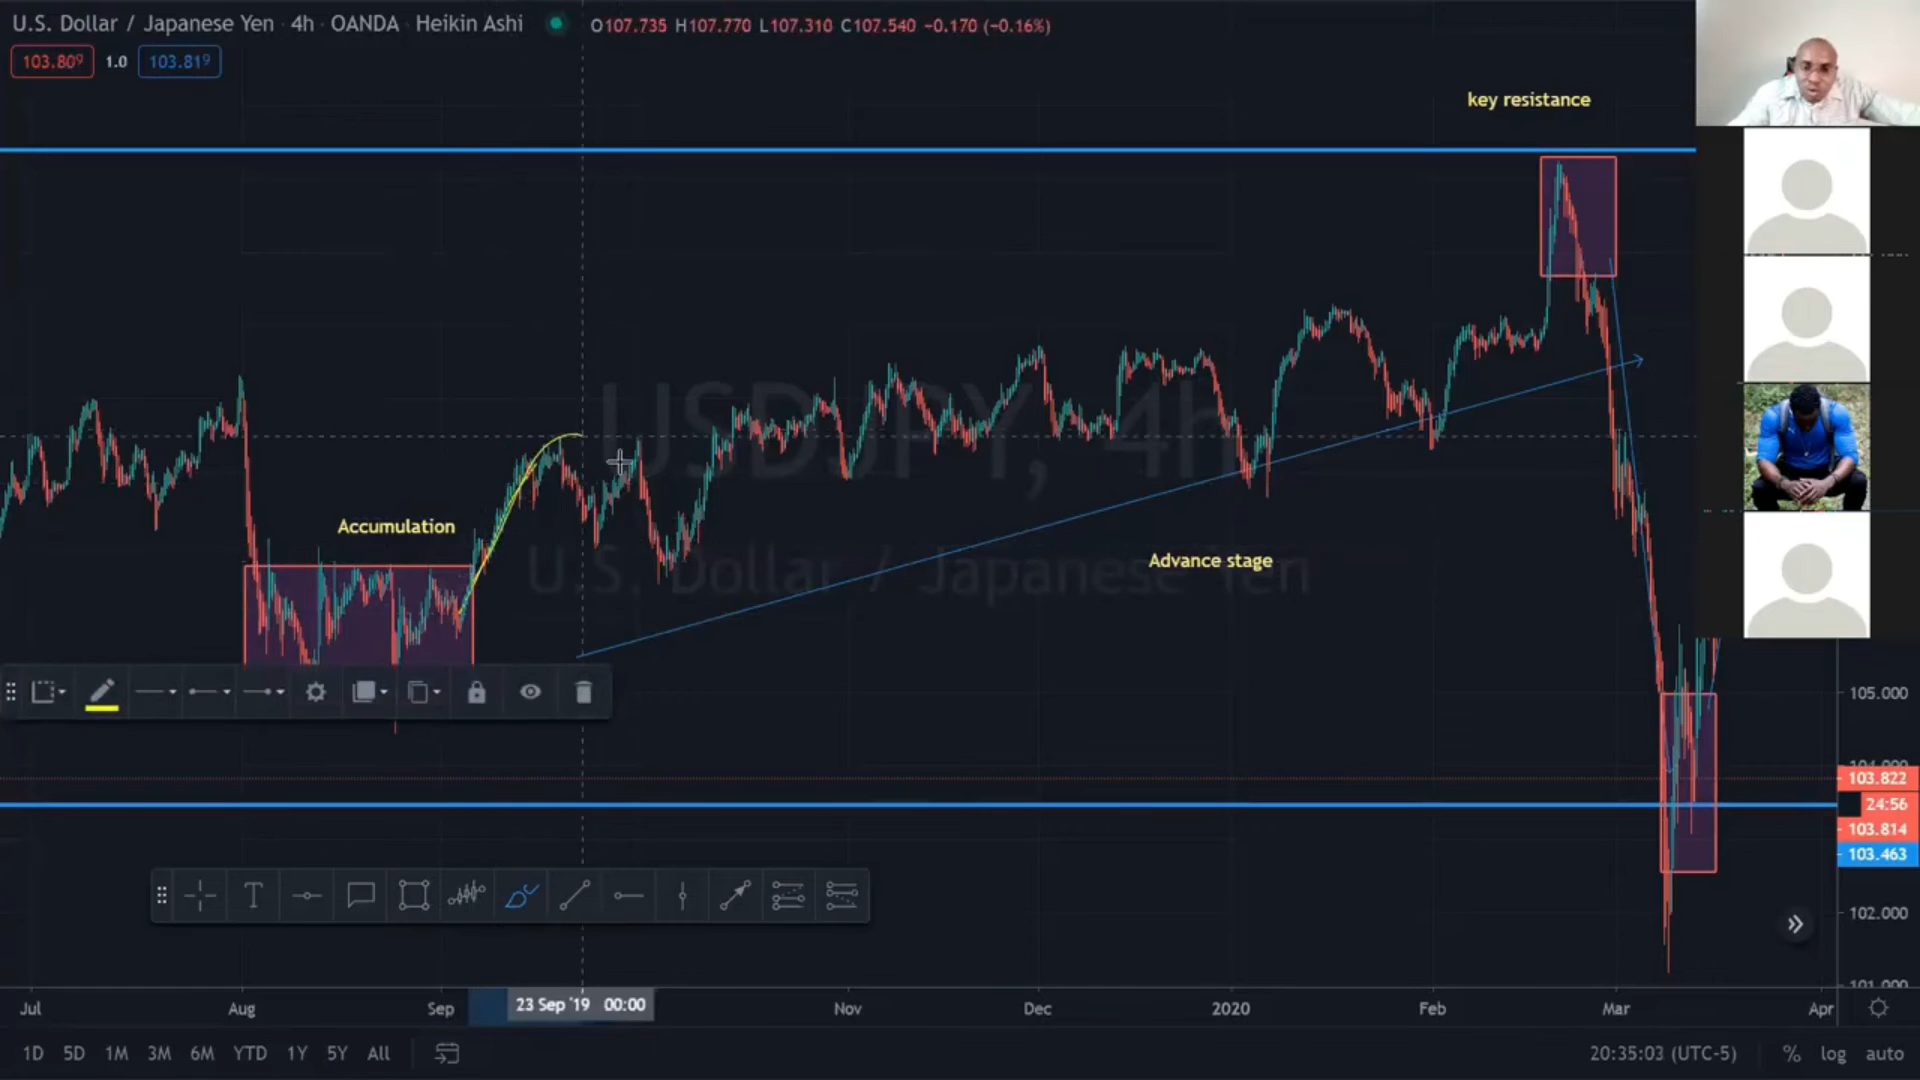 U.S. Dollar / Japanese Yen · 4h · OANDA · Heikin Ashi O107.735 H107.770 L107.310 C107.540 −0.170 (−0.16%)
103.809 1.0 103.819
key resistance
USDJPY, 4h
Accumulation
U.S. Dollar / Japanese Yen
Advance stage
105.000
104.000
103.822
24:56
103.814
103.463
102.000
101.000
Jul Aug Sep 23 Sep '19 00:00 Nov Dec 2020 Feb Mar Apr
1D 5D 1M 3M 6M YTD 1Y 5Y All 20:35:03 (UTC-5) % log auto